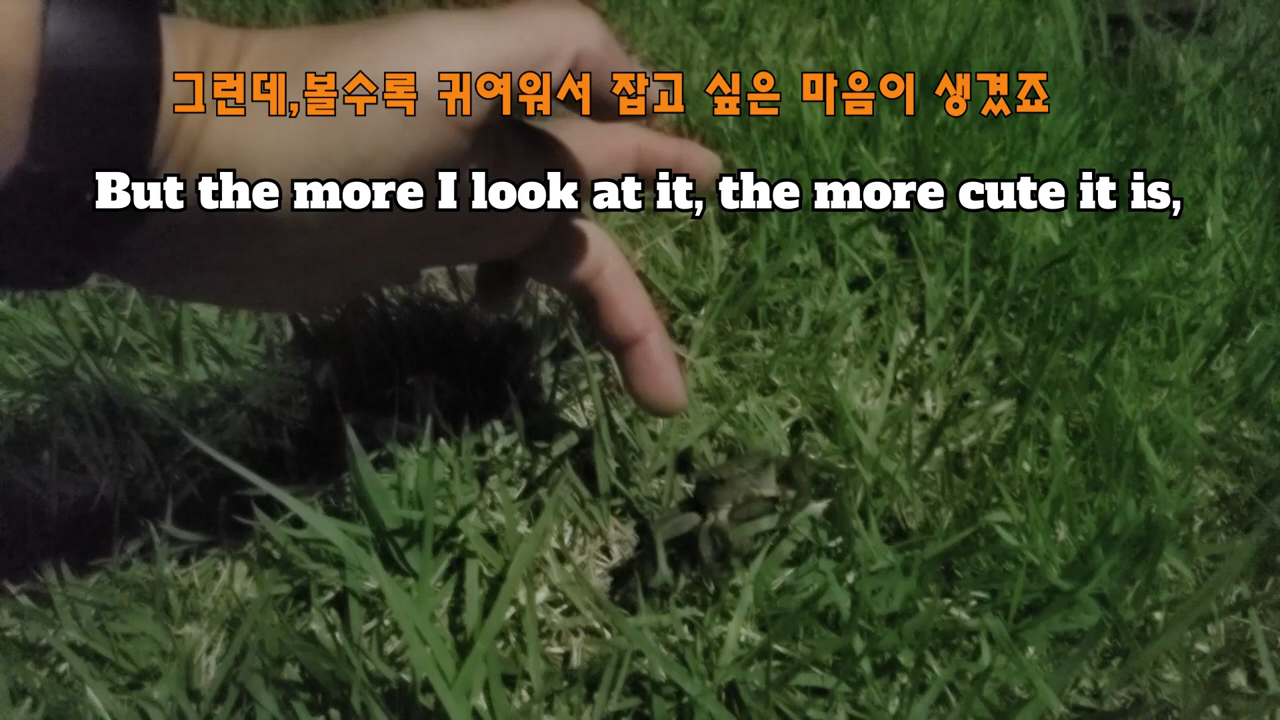 그런데,볼수록 귀여워서 잡고 싶은 마음이 생겼죠
But the more I look at it, the more cute it is,